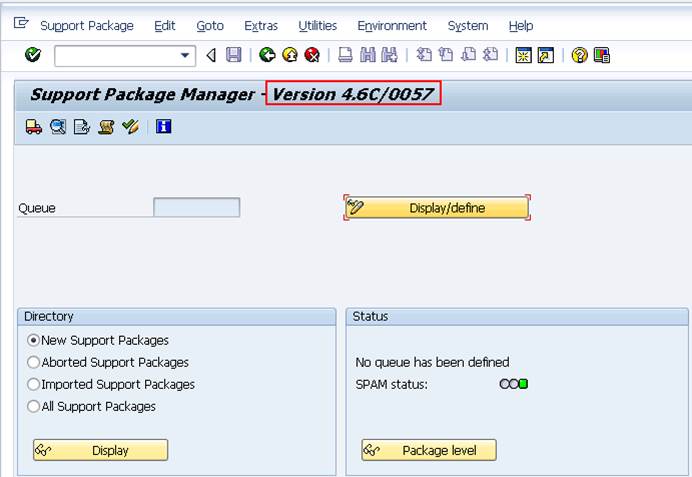 Support Package Edit Goto Extras Utilities Environment System Help
Support Package Manager - Version 4.6C/0057
Queue Display/define
Directory
New Support Packages
Aborted Support Packages
Imported Support Packages
All Support Packages
Display
Status
No queue has been defined
SPAM status:
Package level